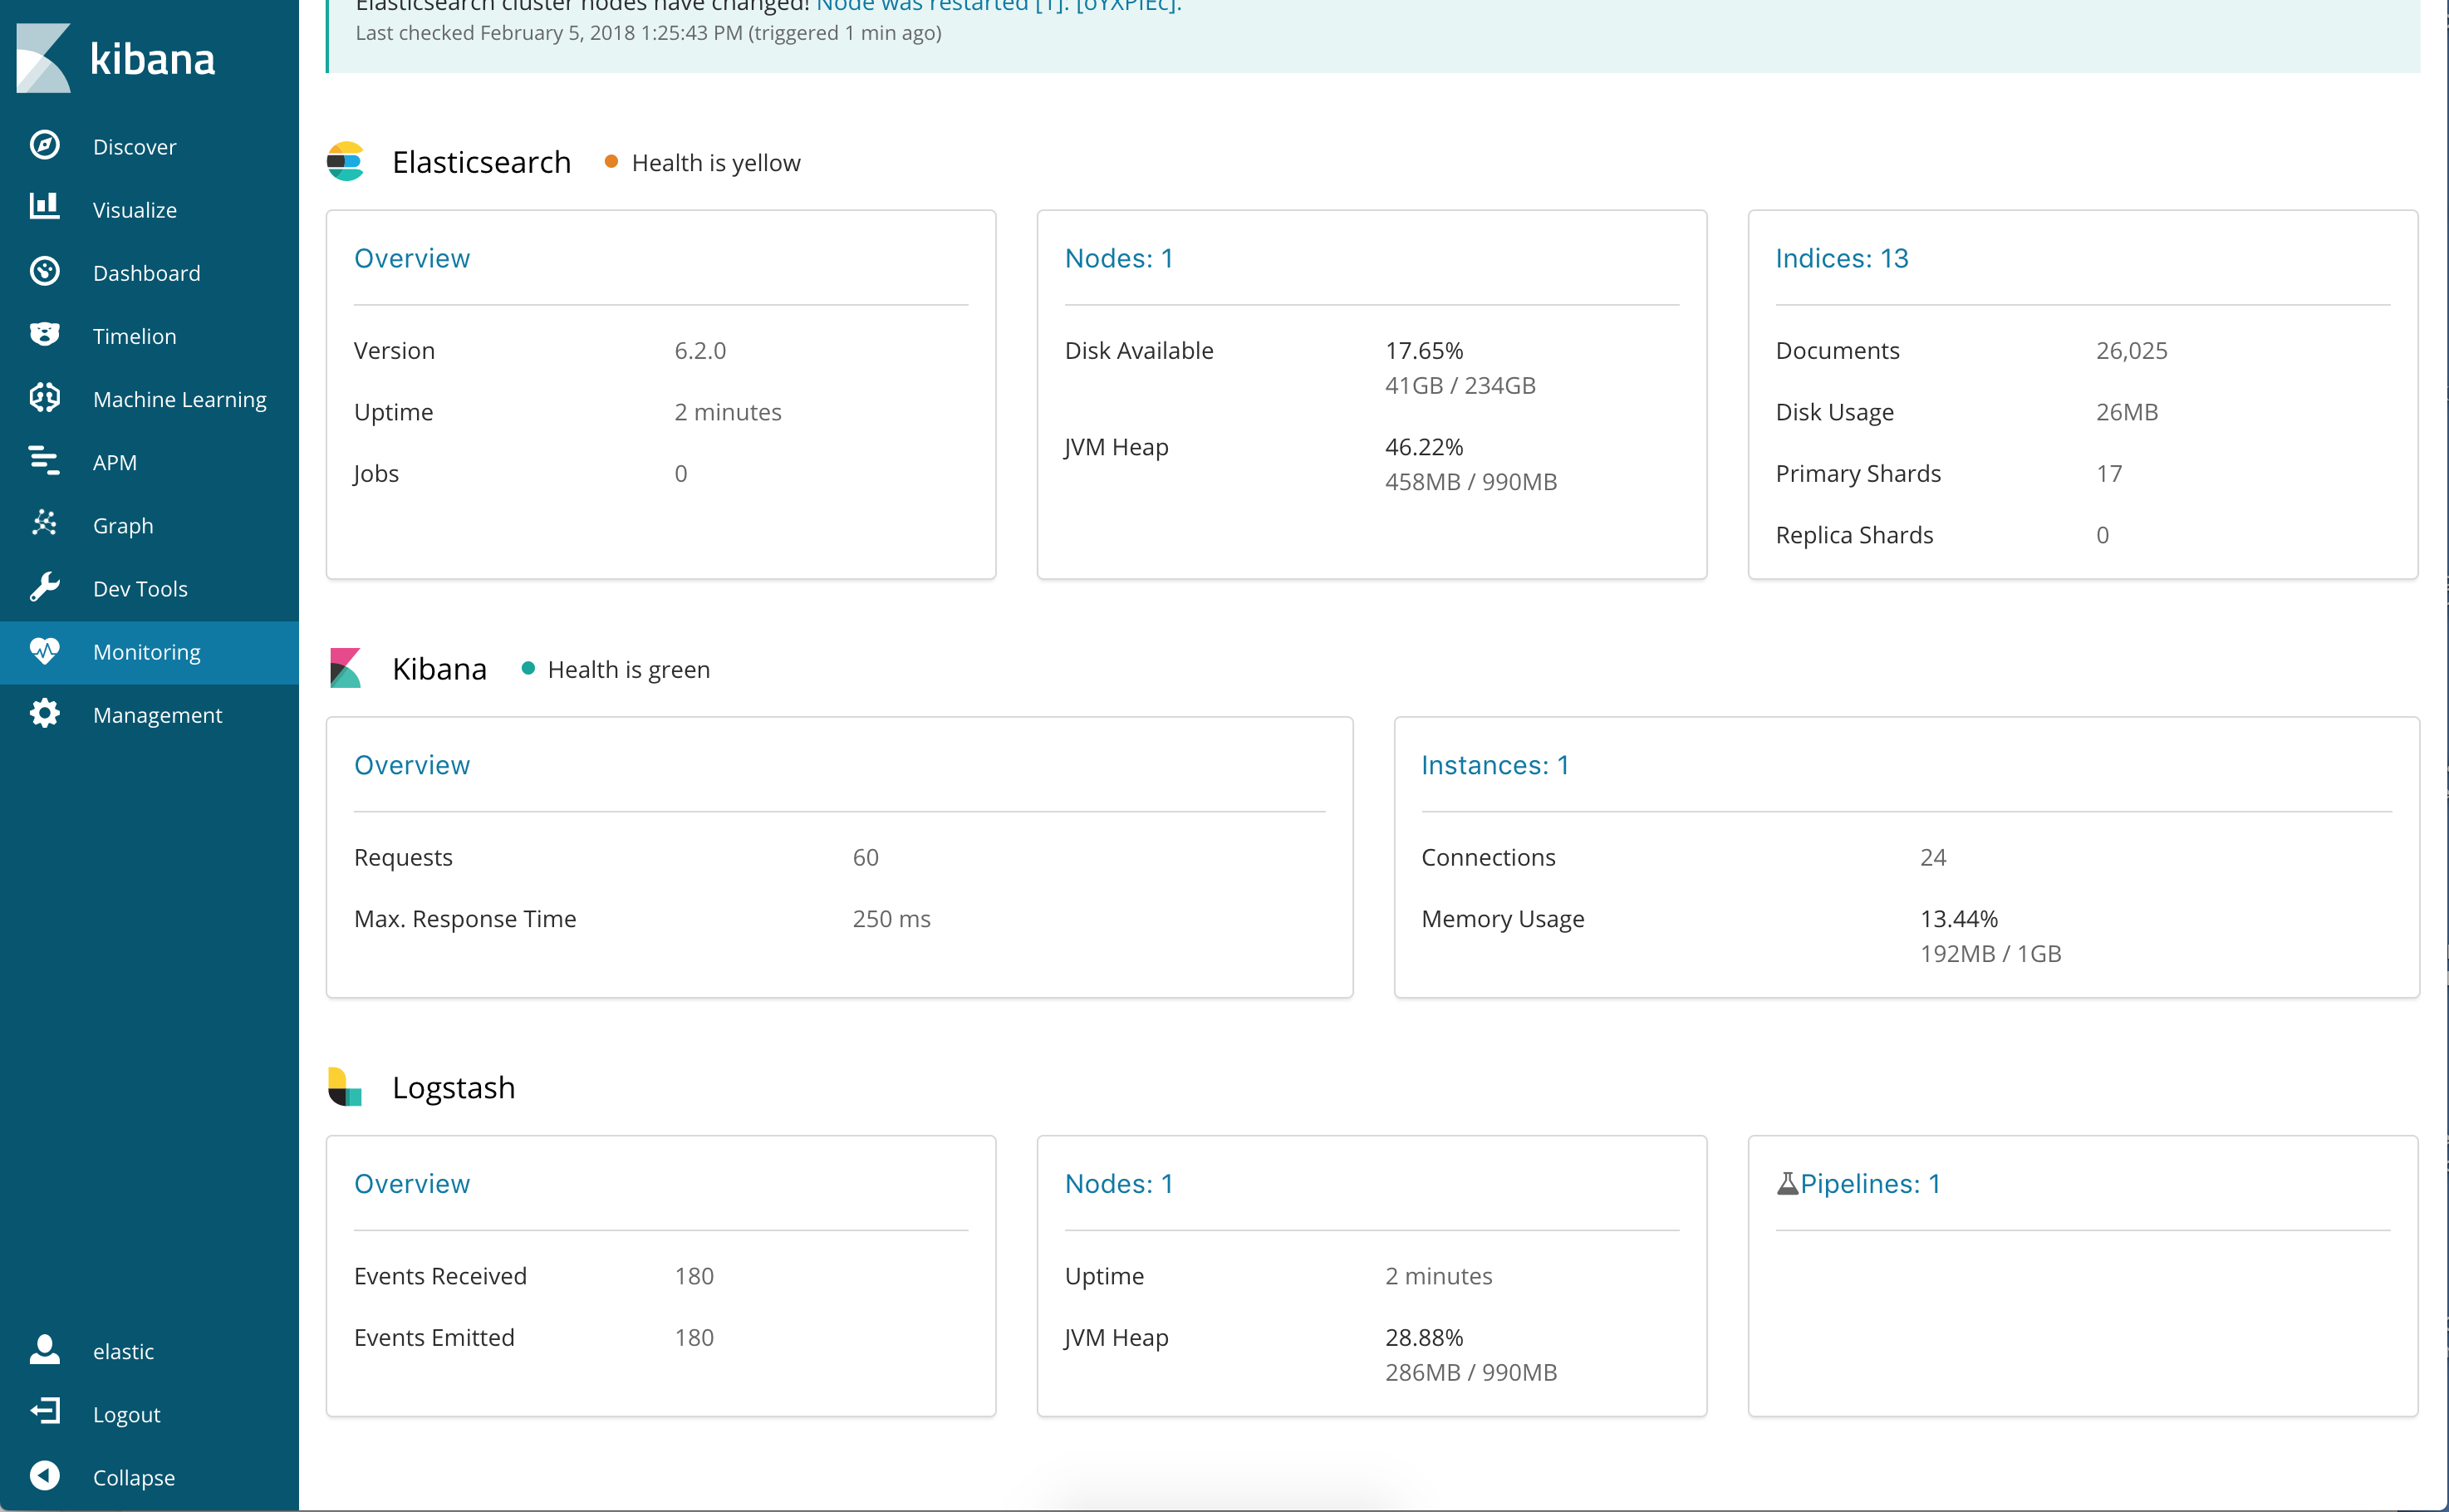 kibana
Discover
Visualize
Dashboard
Timelion
Machine Learning
APM
Graph
Dev Tools
Monitoring
Management
elastic
Logout
Collapse
Elasticsearch cluster nodes have changed! Node was restarted [1]:
Last checked February 5, 2018 1:25:43 PM (triggered 1 min ago)
Elasticsearch Health is yellow
Overview
Version 6.2.0
Uptime 2 minutes
Jobs 0
Nodes: 1
Disk Available 17.65%
41GB / 234GB
JVM Heap 46.22%
458MB / 990MB
Indices: 13
Documents 26,025
Disk Usage 26MB
Primary Shards 17
Replica Shards 0
Kibana Health is green
Overview
Requests 60
Max. Response Time 250 ms
Instances: 1
Connections 24
Memory Usage 13.44%
192MB / 1GB
Logstash
Overview
Events Received 180
Events Emitted 180
Nodes: 1
Uptime 2 minutes
JVM Heap 28.88%
286MB / 990MB
Pipelines: 1